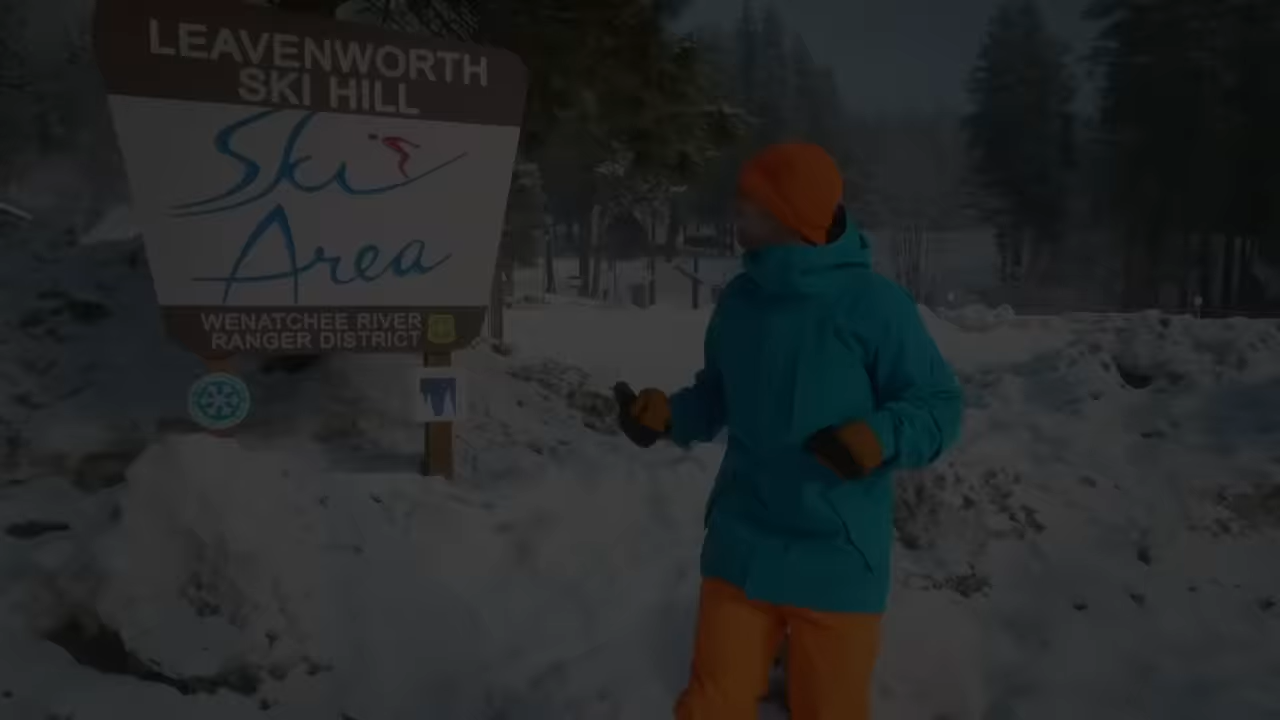 LEAVENWORTH
SKI HILL
Ski
Area
WENATCHEE RIVER
RANGER DISTRICT